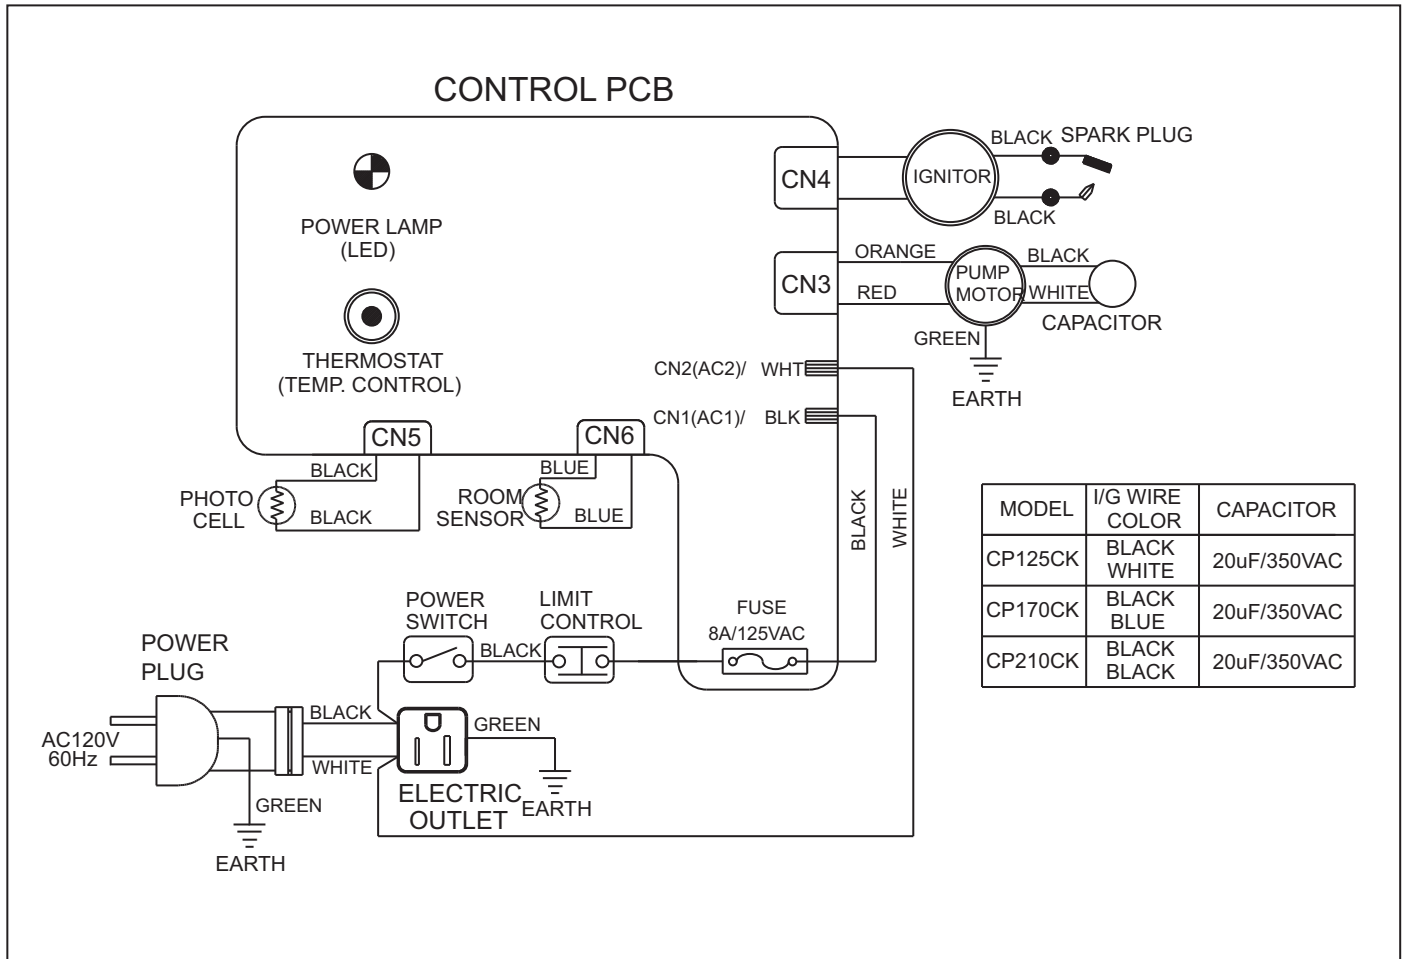 CONTROL PCB
POWER LAMP
(LED)
THERMOSTAT
(TEMP. CONTROL)
CN4
IGNITOR
BLACK
SPARK PLUG
BLACK
CN3
ORANGE
RED
PUMP
MOTOR
BLACK
WHITE
CAPACITOR
GREEN
EARTH
CN2(AC2)/ WHT
CN1(AC1)/ BLK
CN5
CN6
BLACK
PHOTO
CELL
BLACK
BLUE
ROOM
SENSOR
BLUE
BLACK
WHITE
MODEL
I/G WIRE
COLOR
CAPACITOR
CP125CK
BLACK
WHITE
20uF/350VAC
CP170CK
BLACK
BLUE
20uF/350VAC
CP210CK
BLACK
BLACK
20uF/350VAC
POWER
SWITCH
BLACK
LIMIT
CONTROL
FUSE
8A/125VAC
POWER
PLUG
AC120V
60Hz
BLACK
WHITE
GREEN
EARTH
GREEN
EARTH
ELECTRIC
OUTLET